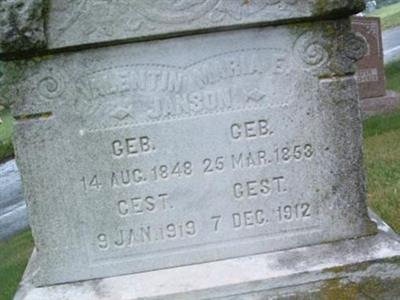 VALENTIN MARIA E.
JANSON
GEB. GEB.
14 AUG. 1848 25 MAR. 1853
GEST. GEST.
9 JAN. 1919 7 DEC. 1912